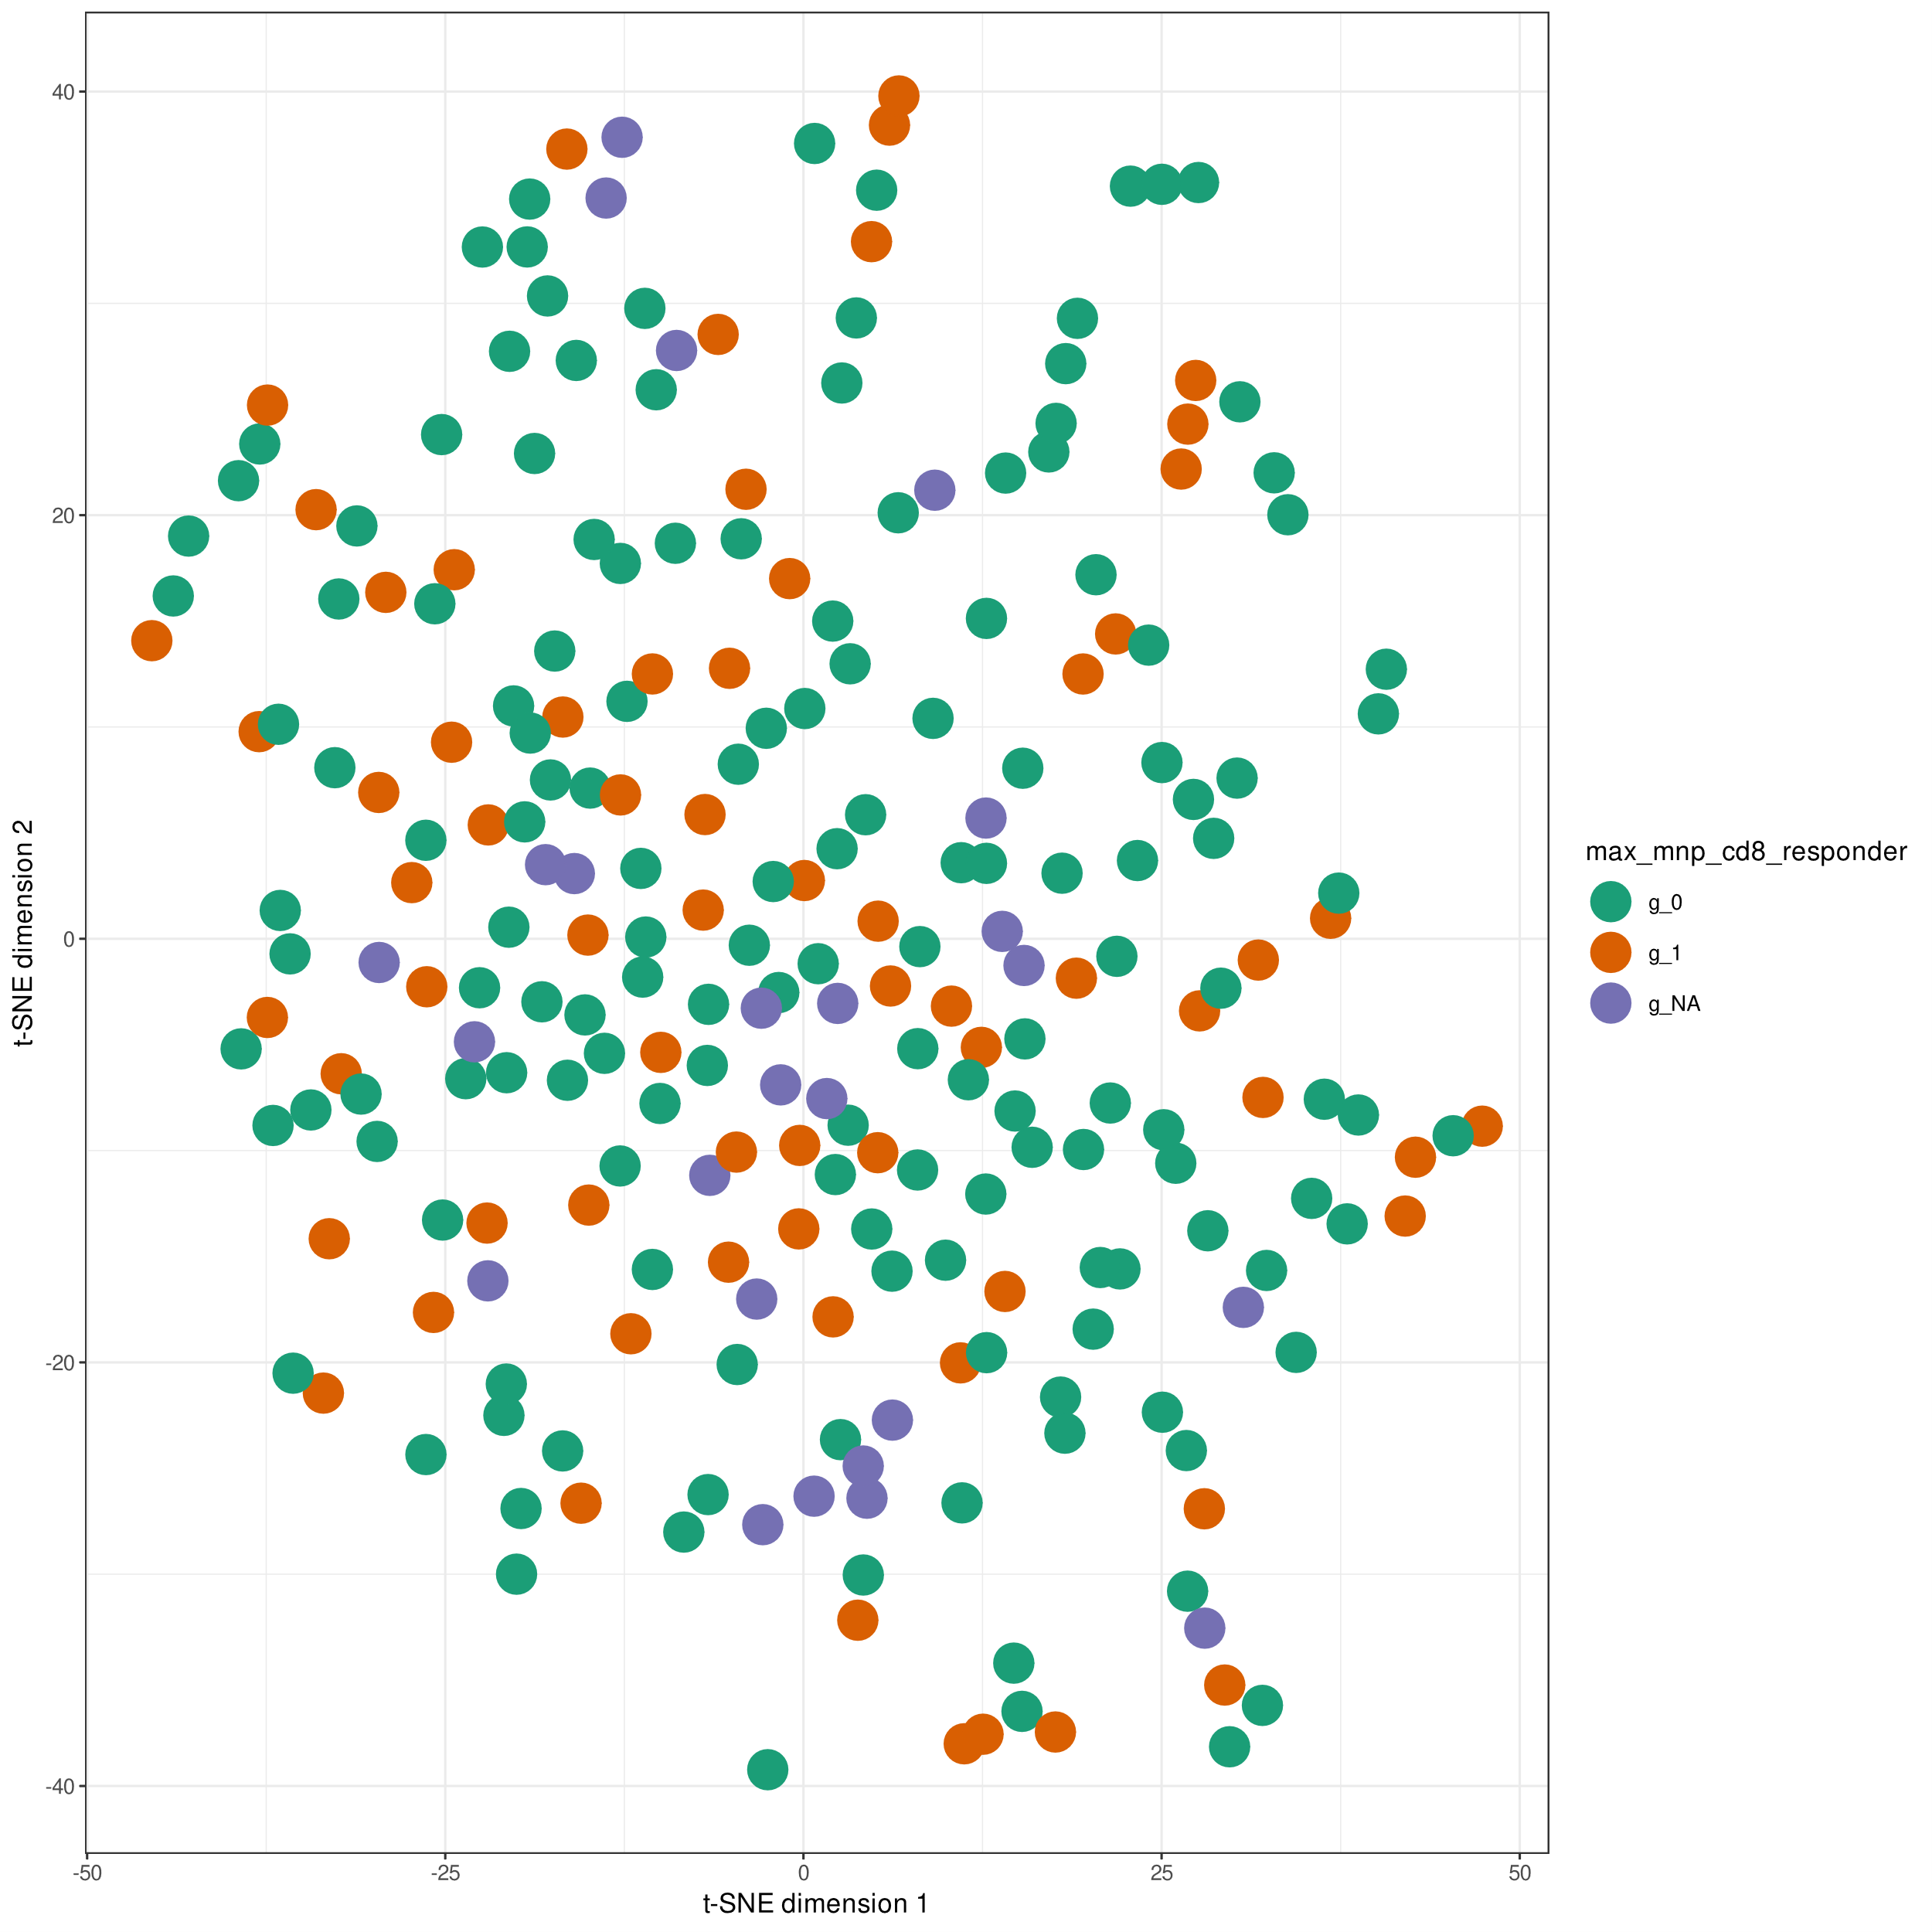 40
20
0
-20
-40
t-SNE dimension 2
-50
-25
0
25
50
t-SNE dimension 1
max_mnp_cd8_responder
g_0
g_1
g_NA